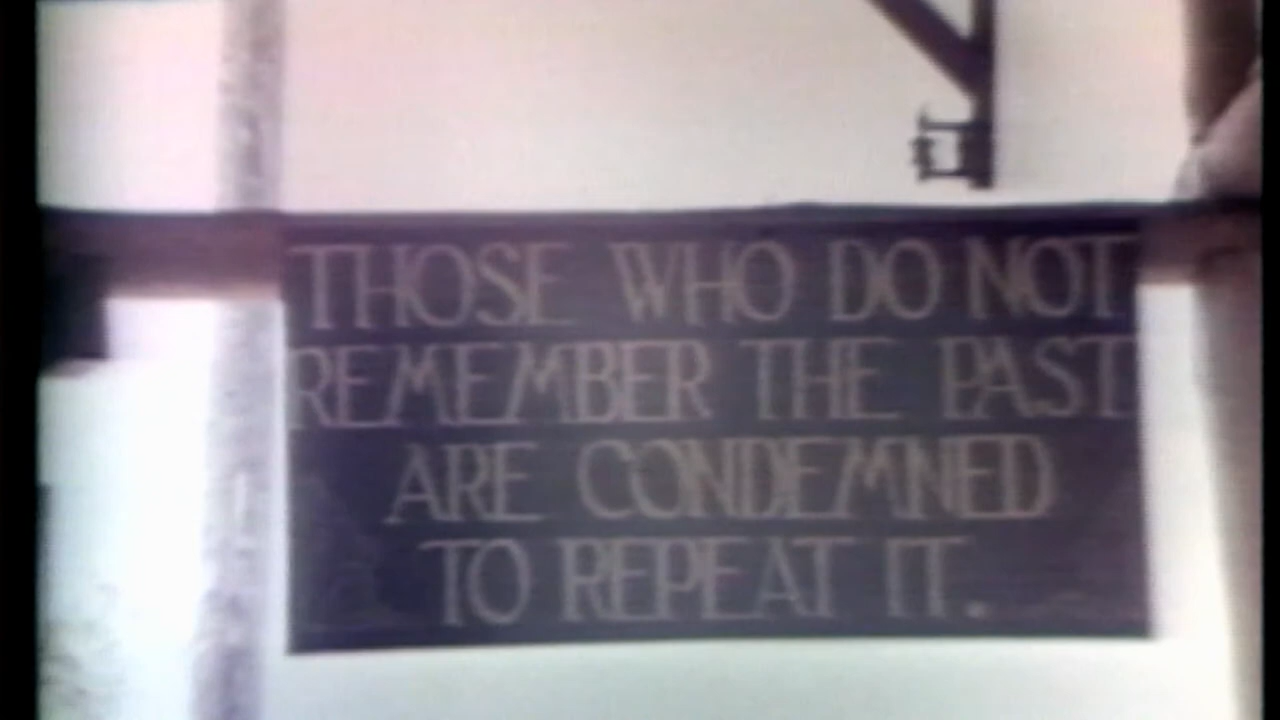 THOSE WHO DO NOT
REMEMBER THE PAST
ARE CONDEMNED
TO REPEAT IT.